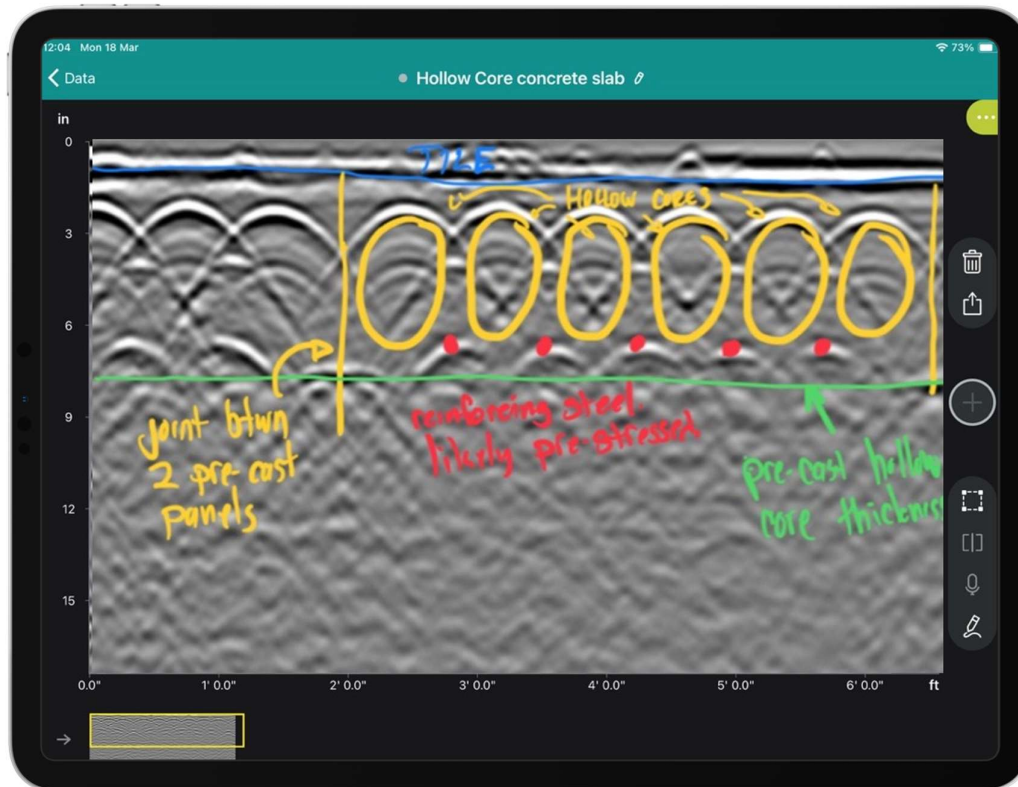 12:04 Mon 18 Mar
73%
Data
Hollow Core concrete slab
in
0
TILE
HOLLOW CORES
3
6
9
joint btwn
2 pre-cast
panels
reinforcing steel.
likely pre-stressed
pre-cast hollow
core thickness
12
15
0.0" 1' 0.0" 2' 0.0" 3' 0.0" 4' 0.0" 5' 0.0" 6' 0.0" ft